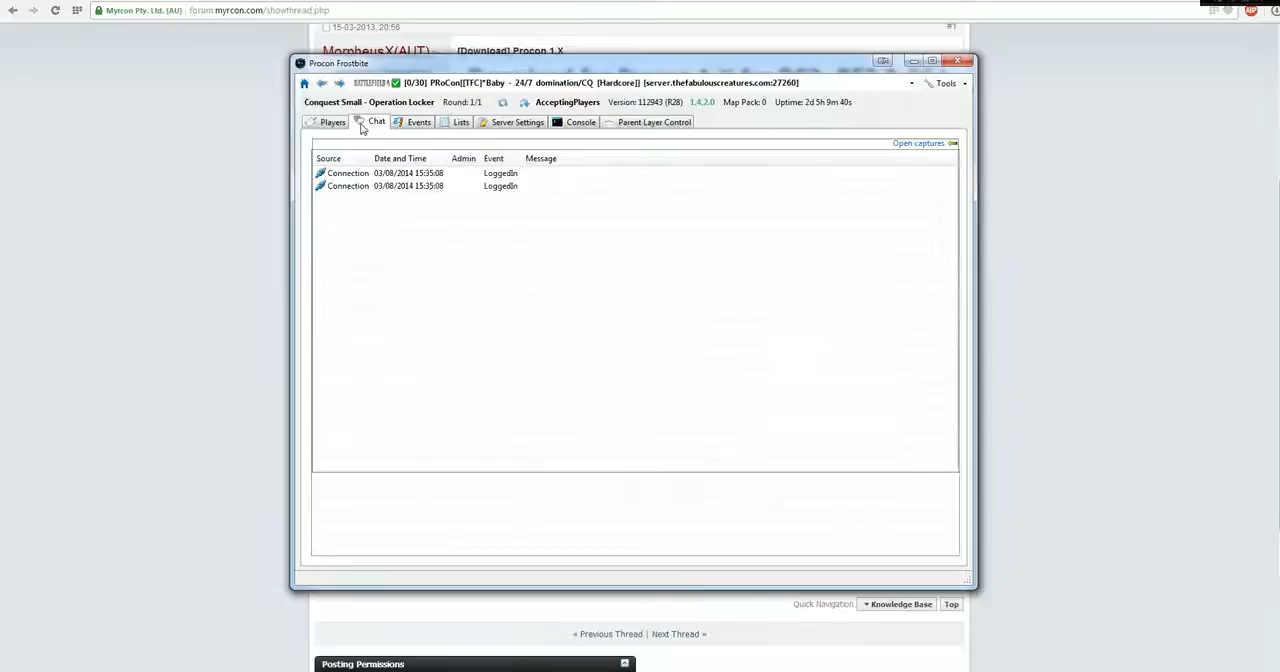 Myrcon Pty. Ltd. [AU] forum.myrcon.com/showthread.php
15-03-2013, 20:56 #1
MorpheusX(AUT) [Download] Procon 1.X
Procon Frostbite
BATTLEFIELD 4 [0/30] PRoCon[[TFC]*Baby - 24/7 domination/CQ [Hardcore]] [server.thefabulouscreatures.com:27260] Tools
Conquest Small - Operation Locker Round: 1/1 AcceptingPlayers Version: 112943 (R28) 1.4.2.0 Map Pack: 0 Uptime: 2d 5h 9m 40s
Players Chat Events Lists Server Settings Console Parent Layer Control
Open captures
Source Date and Time Admin Event Message
Connection 03/08/2014 15:35:08 LoggedIn
Connection 03/08/2014 15:35:08 LoggedIn
Quick Navigation Knowledge Base Top
« Previous Thread | Next Thread »
Posting Permissions